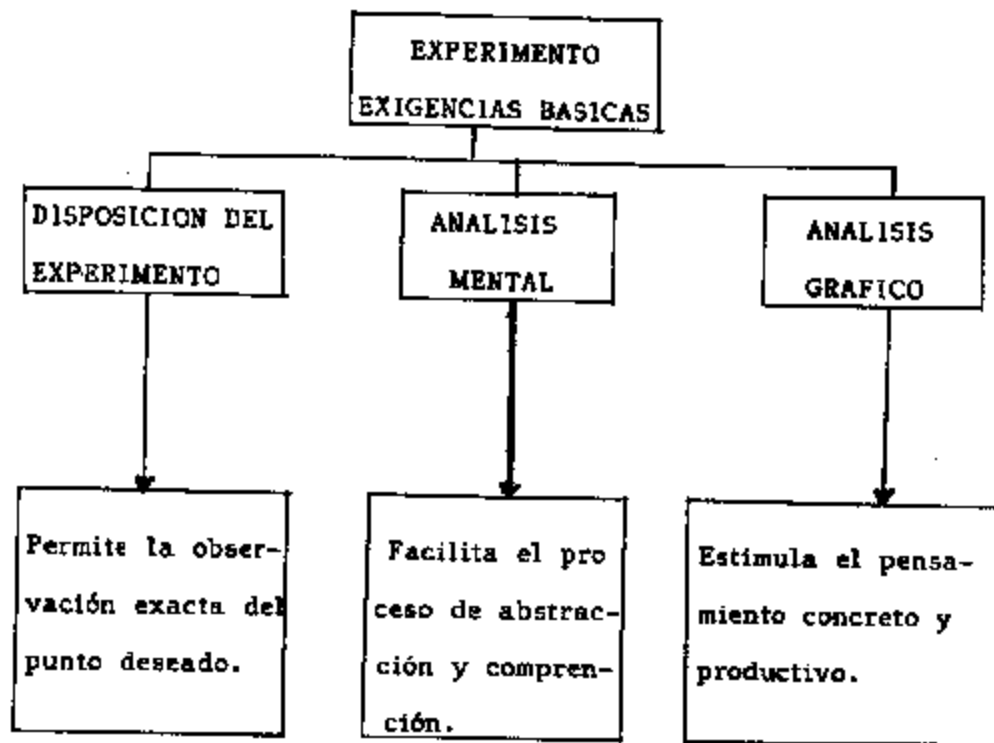 EXPERIMENTO
EXIGENCIAS BASICAS
DISPOSICION DEL
EXPERIMENTO
ANALISIS
MENTAL
ANALISIS
GRAFICO
Permite la obser-
vación exacta del
punto deseado.
Facilita el pro
ceso de abstrac-
ción y compren-
ción.
Estimula el pensa-
miento concreto y
productivo.